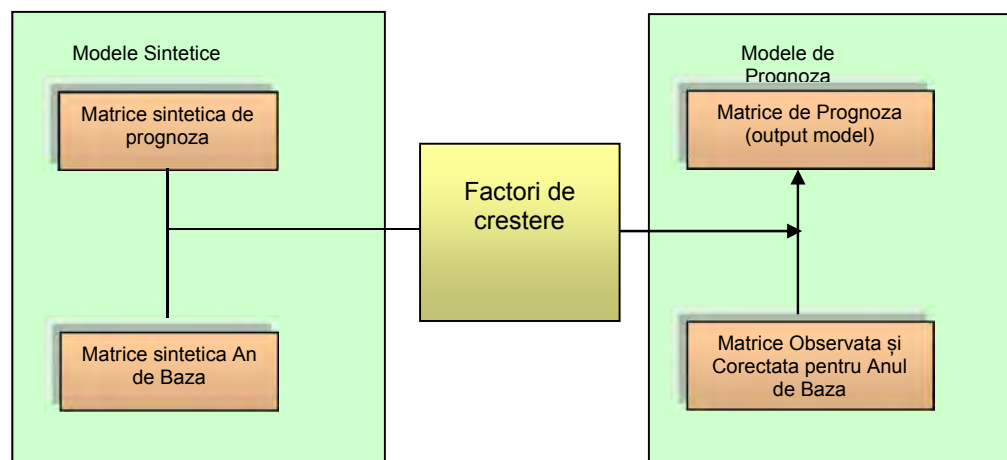 Modele Sintetice
Matrice sintetica de
prognoza
Matrice sintetica An
de Baza
Factori de
crestere
Modele de
Prognoza
Matrice de Prognoza
(output model)
Matrice Observata și
Corectata pentru Anul
de Baza